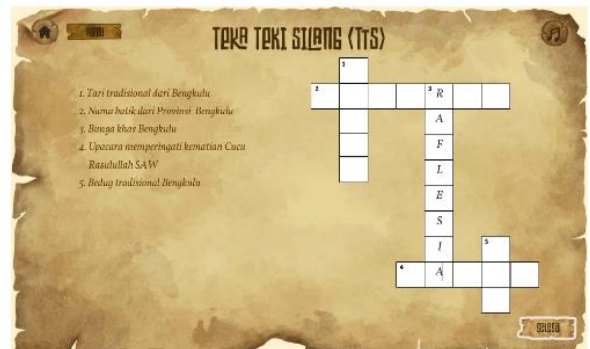 MENU
TEKA TEKI SILANG (TTS)
1. Tari tradisional dari Bengkulu
2. Nama batik dari Provinsi Bengkulu
3. Bunga khas Bengkulu
4. Upacara memperingati kematian Cucu
Rasulullah SAW
5. Bedug tradisional Bengkulu
1
2
3 R
A
F
L
E
S
I
5
4
A
SELESAI